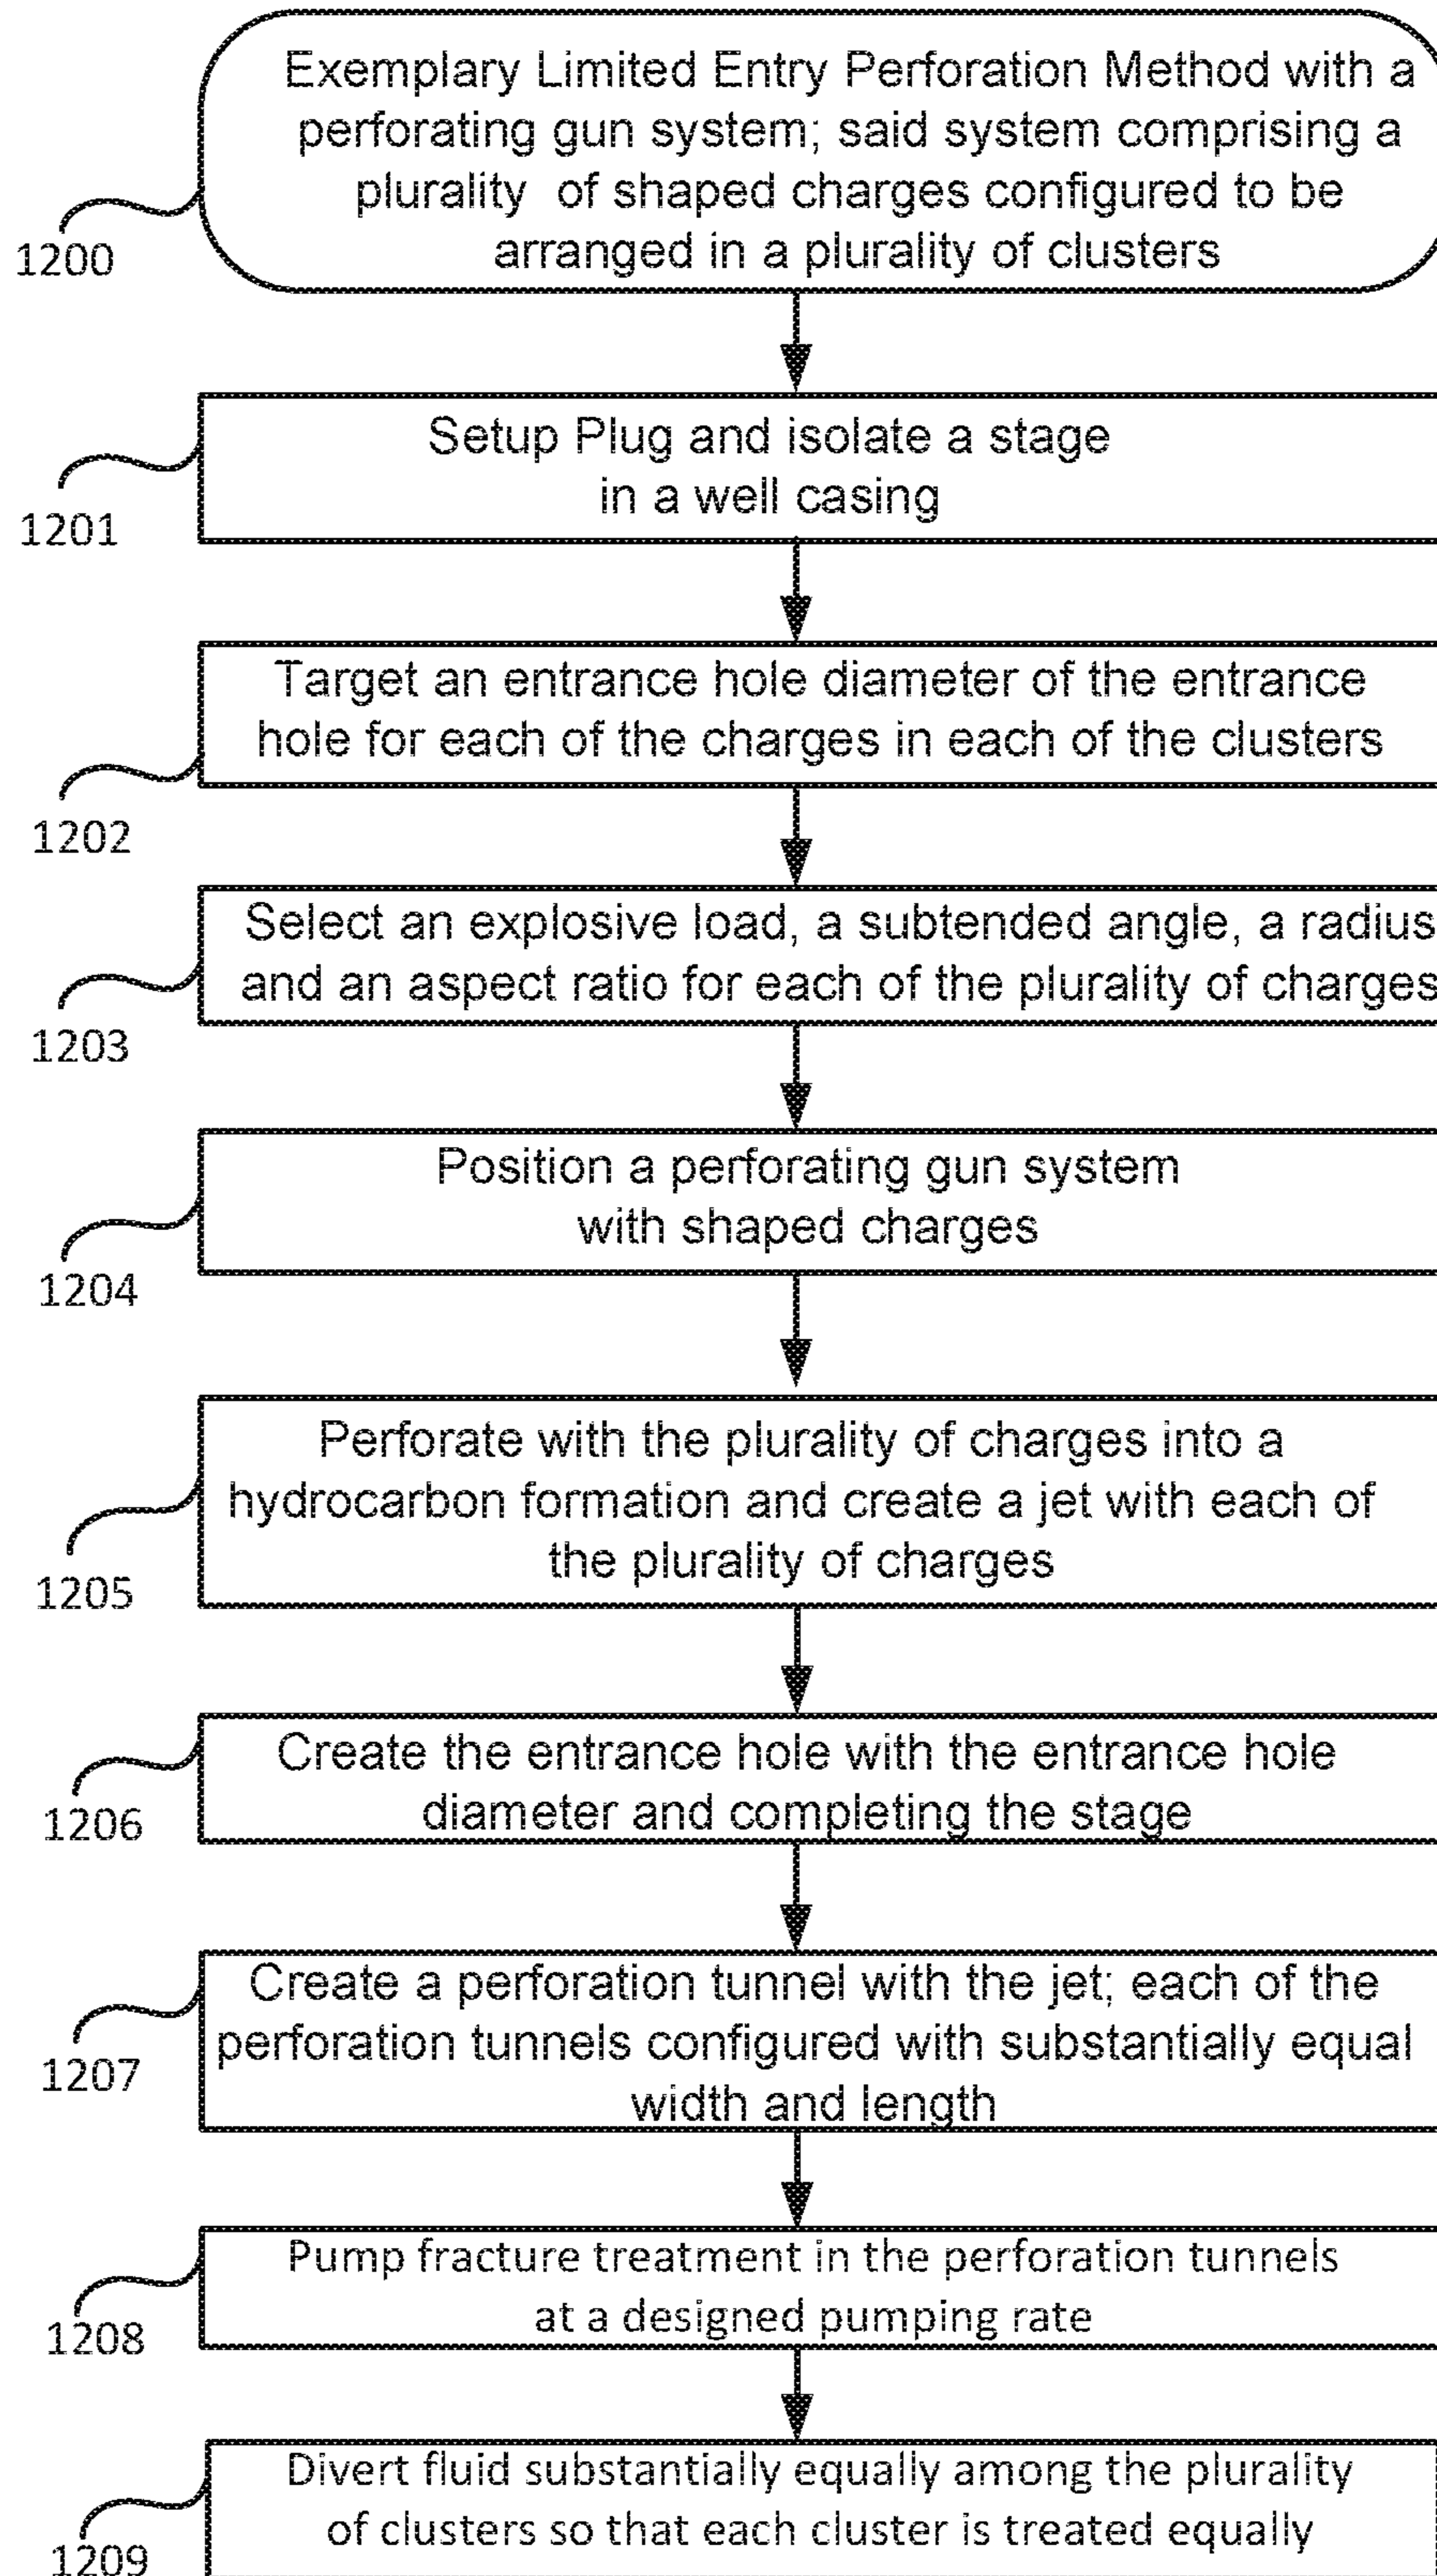 Exemplary Limited Entry Perforation Method with a
perforating gun system; said system comprising a
plurality of shaped charges configured to be
arranged in a plurality of clusters
1200
Setup Plug and isolate a stage
in a well casing
1201
Target an entrance hole diameter of the entrance
hole for each of the charges in each of the clusters
1202
Select an explosive load, a subtended angle, a radius
and an aspect ratio for each of the plurality of charges
1203
Position a perforating gun system
with shaped charges
1204
Perforate with the plurality of charges into a
hydrocarbon formation and create a jet with each of
the plurality of charges
1205
Create the entrance hole with the entrance hole
diameter and completing the stage
1206
Create a perforation tunnel with the jet; each of the
perforation tunnels configured with substantially equal
width and length
1207
Pump fracture treatment in the perforation tunnels
at a designed pumping rate
1208
Divert fluid substantially equally among the plurality
of clusters so that each cluster is treated equally
1209